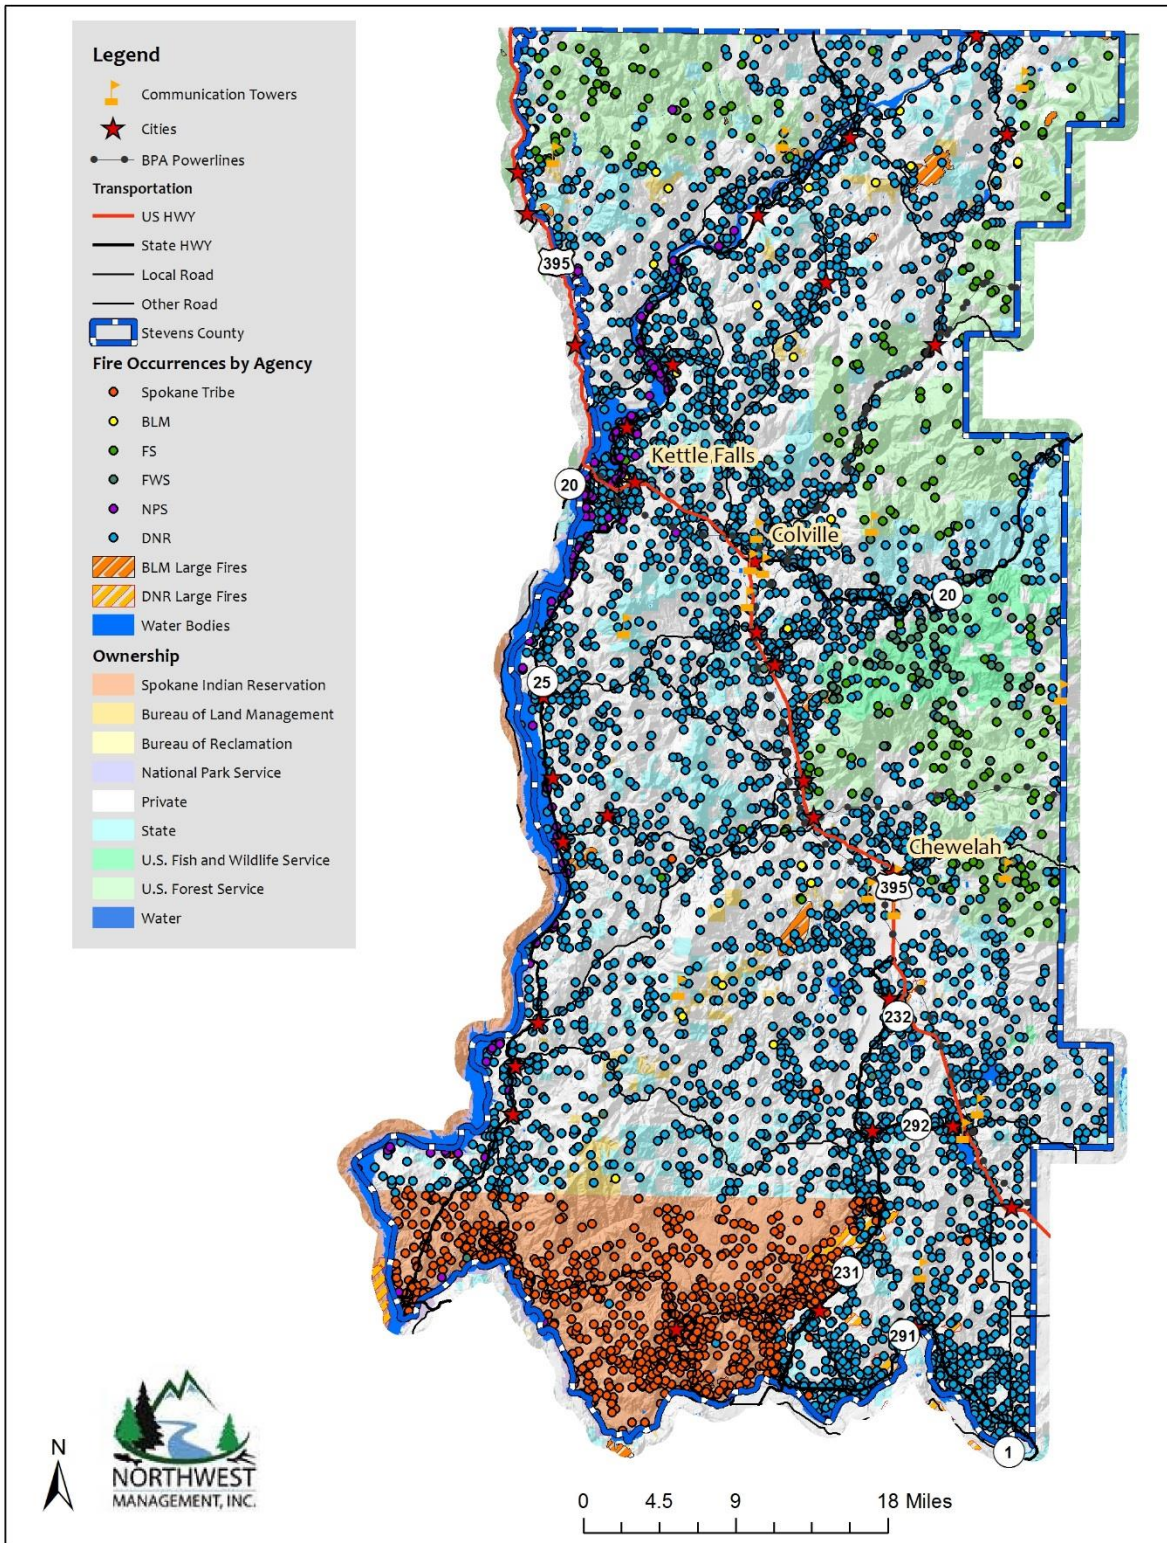 Legend
Communication Towers
Cities
BPA Powerlines
Transportation
US HWY
State HWY
Local Road
Other Road
Stevens County
Fire Occurrences by Agency
Spokane Tribe
BLM
FS
FWS
NPS
DNR
BLM Large Fires
DNR Large Fires
Water Bodies
Ownership
Spokane Indian Reservation
Bureau of Land Management
Bureau of Reclamation
National Park Service
Private
State
U.S. Fish and Wildlife Service
U.S. Forest Service
Water
395
Kettle Falls
20
Colville
20
25
Chewelah
395
232
292
231
291
1
N
NORTHWEST
MANAGEMENT, INC.
0 4.5 9 18 Miles